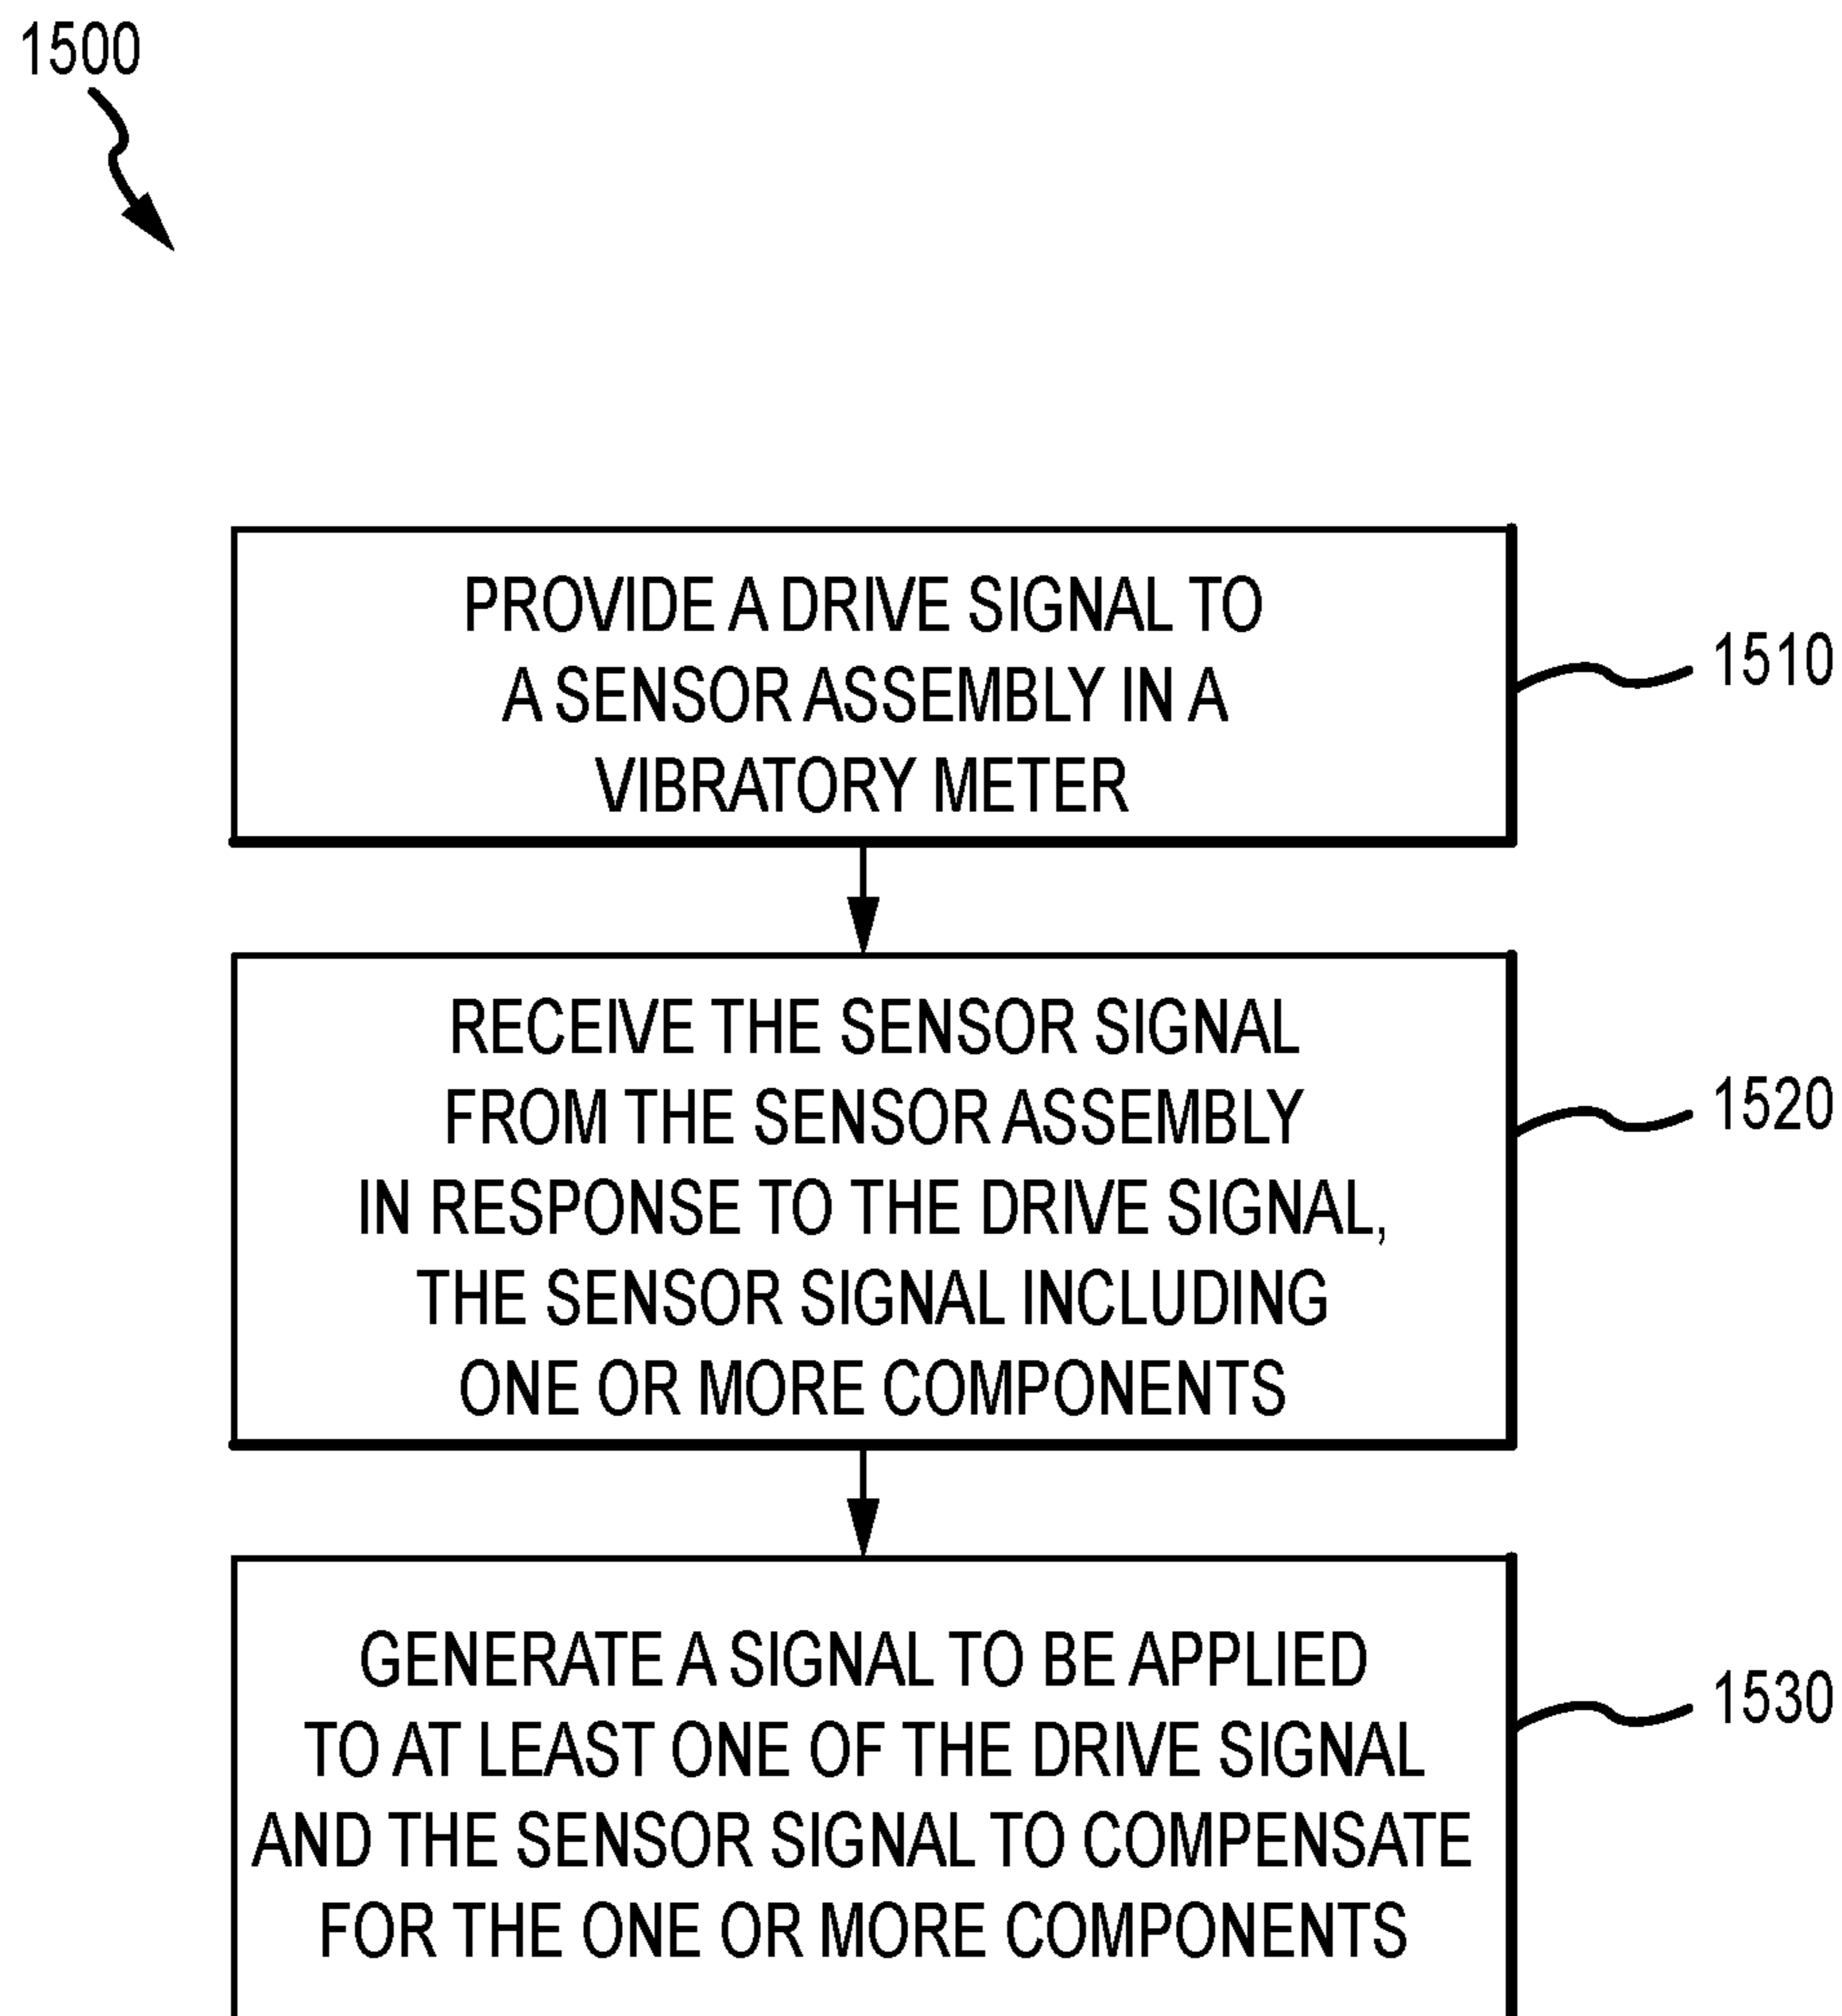 1500
PROVIDE A DRIVE SIGNAL TO
A SENSOR ASSEMBLY IN A
VIBRATORY METER
1510
RECEIVE THE SENSOR SIGNAL
FROM THE SENSOR ASSEMBLY
IN RESPONSE TO THE DRIVE SIGNAL,
THE SENSOR SIGNAL INCLUDING
ONE OR MORE COMPONENTS
1520
GENERATE A SIGNAL TO BE APPLIED
TO AT LEAST ONE OF THE DRIVE SIGNAL
AND THE SENSOR SIGNAL TO COMPENSATE
FOR THE ONE OR MORE COMPONENTS
1530